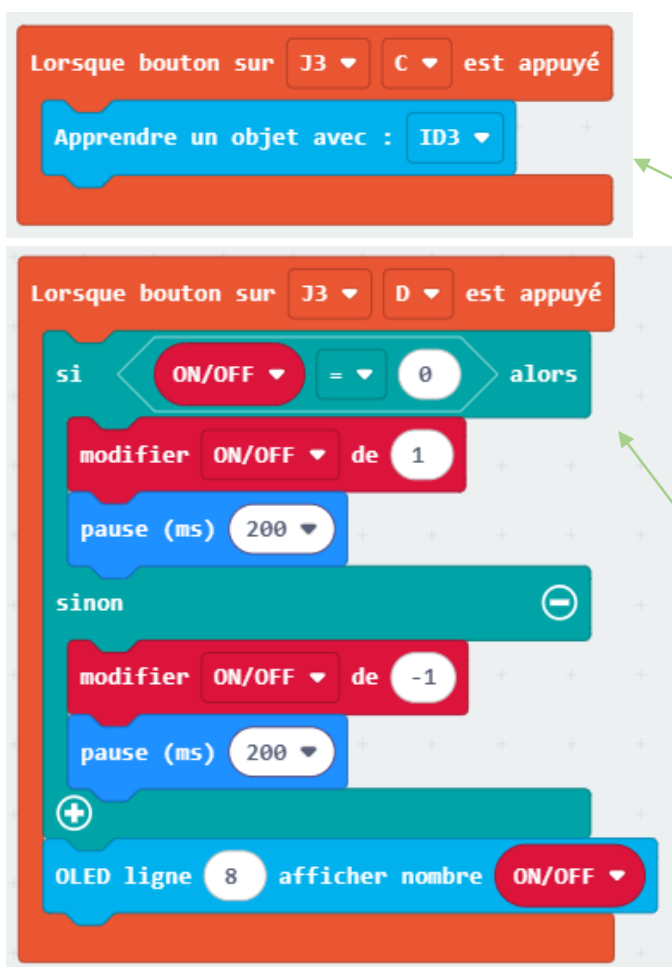 Lorsque bouton sur J3 C est appuyé
Apprendre un objet avec : ID3
Lorsque bouton sur J3 D est appuyé
si ON/OFF = 0 alors
modifier ON/OFF de 1
pause (ms) 200
sinon
modifier ON/OFF de -1
pause (ms) 200
OLED ligne 8 afficher nombre ON/OFF